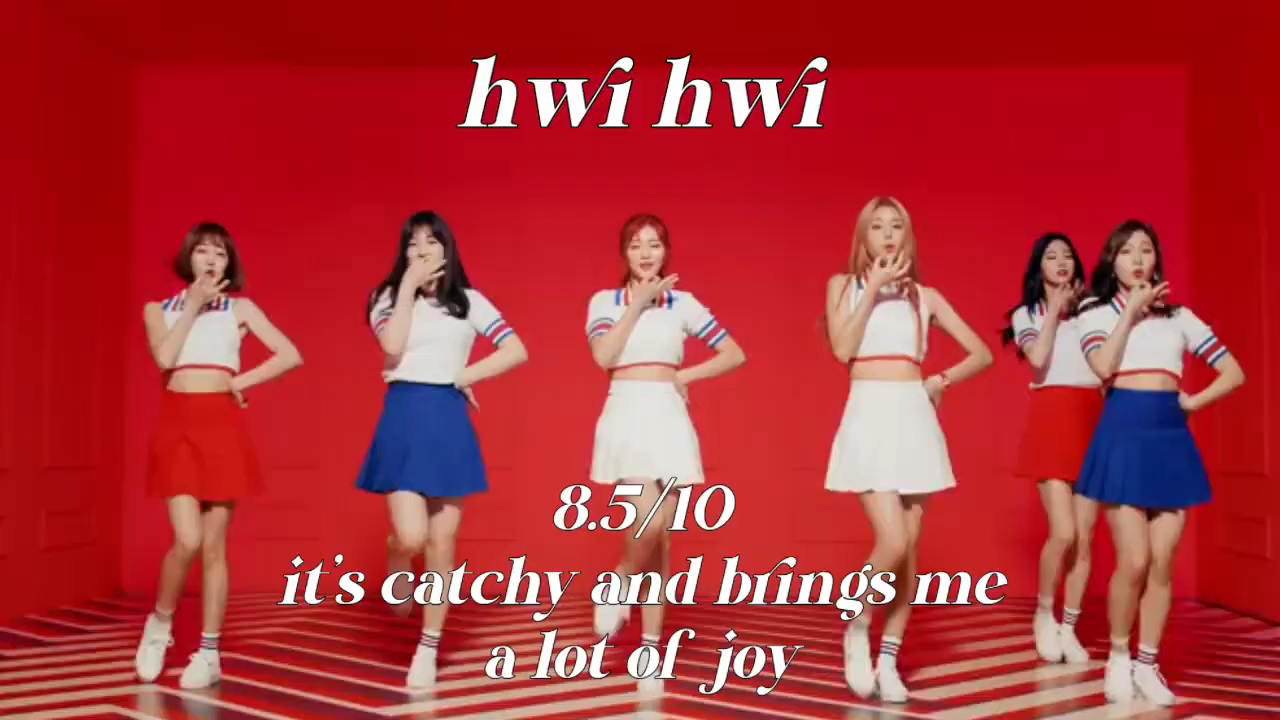 hwi hwi
8.5/10
it's catchy and brings me
a lot of joy